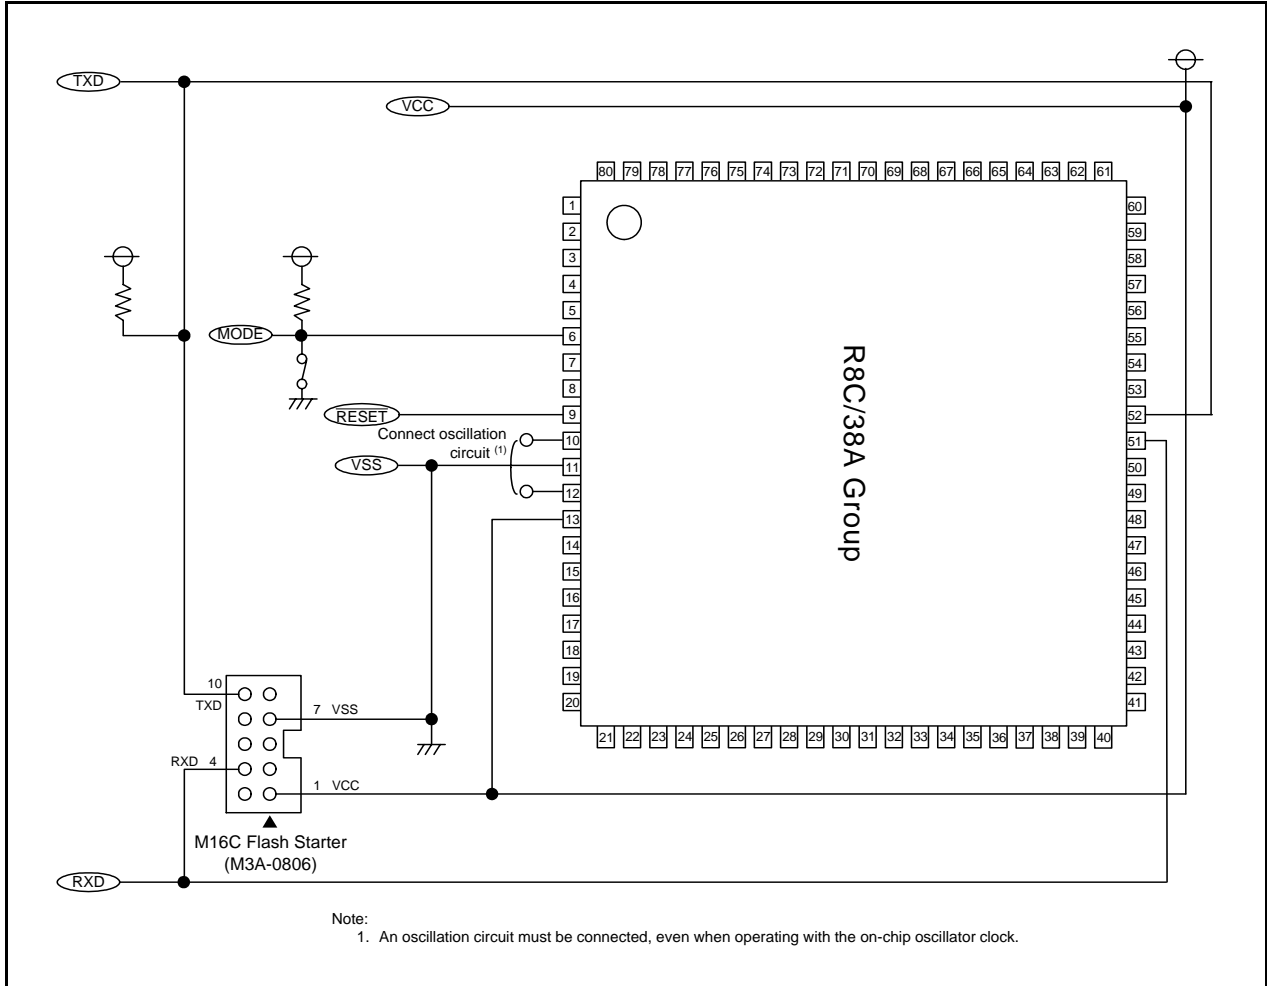 TXD
VCC
80 79 78 77 76 75 74 73 72 71 70 69 68 67 66 65 64 63 62 61
1
2
3
4
5
6
7
8
9
10
11
12
13
14
15
16
17
18
19
20
60
59
58
57
56
55
54
53
52
51
50
49
48
47
46
45
44
43
42
41
21 22 23 24 25 26 27 28 29 30 31 32 33 34 35 36 37 38 39 40
R8C/38A Group
MODE
RESET
Connect oscillation
circuit (1)
VSS
10
TXD
7 VSS
RXD 4
1 VCC
M16C Flash Starter
(M3A-0806)
RXD
Note:
1. An oscillation circuit must be connected, even when operating with the on-chip oscillator clock.